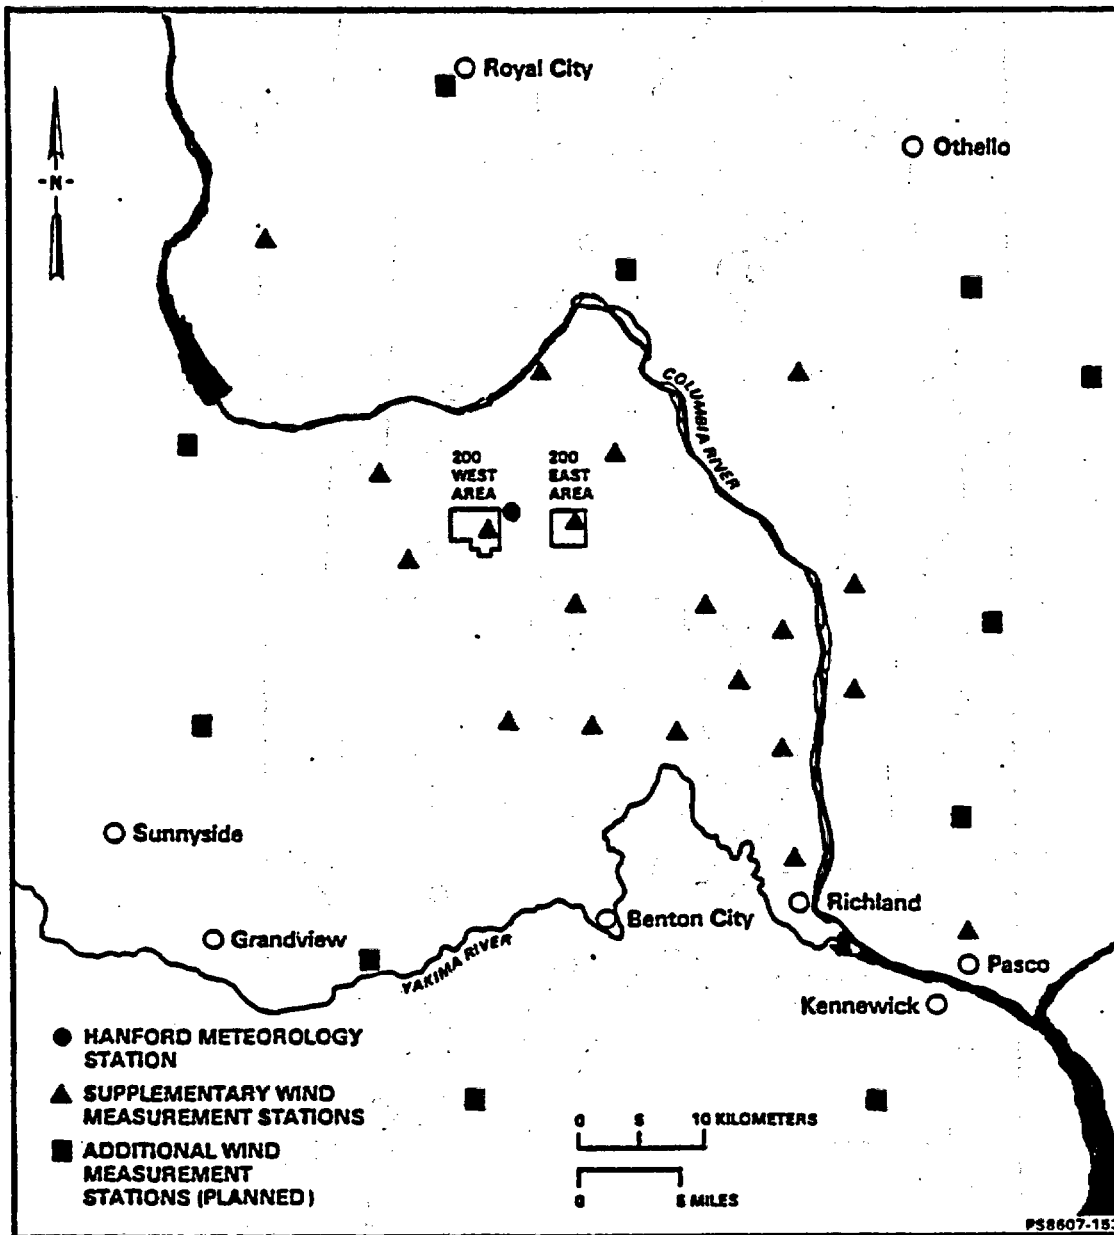 Royal City
Othello
-N-
COLUMBIA RIVER
200
WEST
AREA
200
EAST
AREA
Sunnyside
Grandview
YAKIMA RIVER
Benton City
Richland
Pasco
Kennewick
HANFORD METEOROLOGY
STATION
SUPPLEMENTARY WIND
MEASUREMENT STATIONS
ADDITIONAL WIND
MEASUREMENT
STATIONS (PLANNED)
0 5 10 KILOMETERS
0 5 MILES
PS8607-153